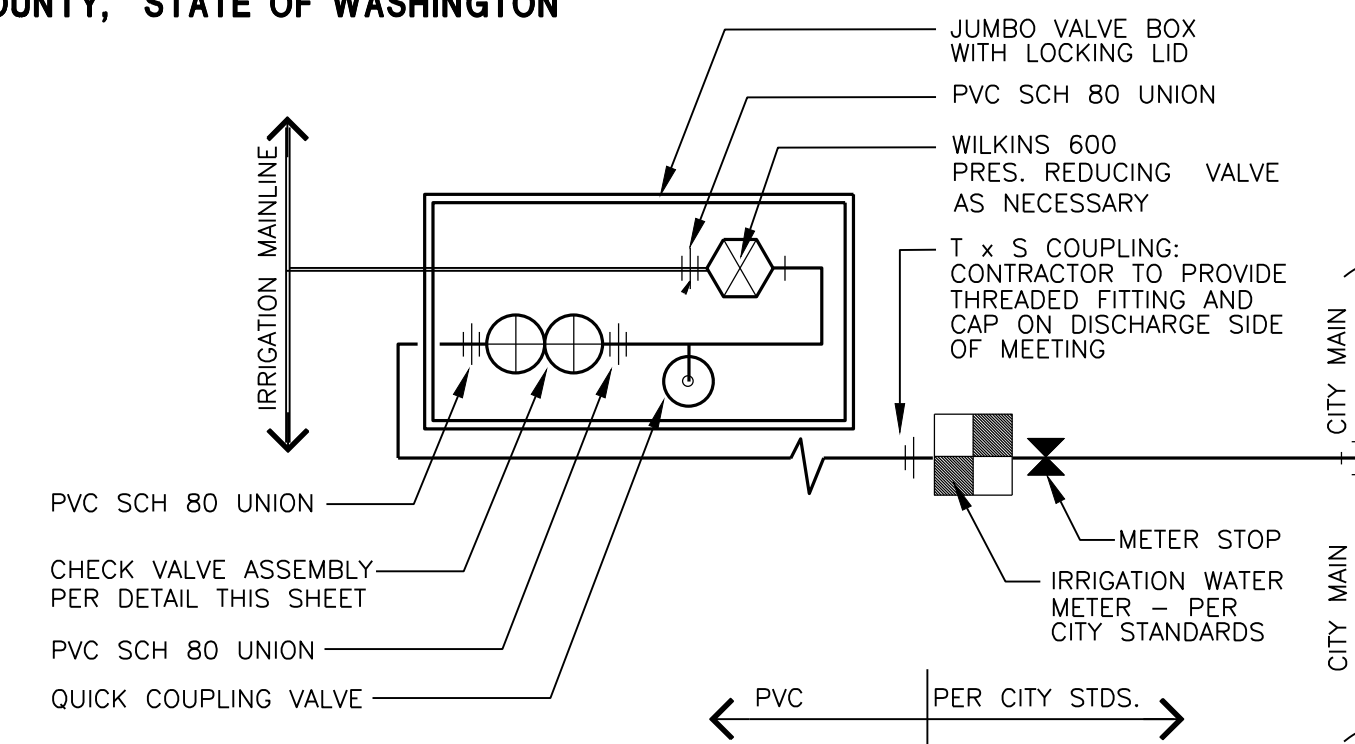 OUNTY, STATE OF WASHINGTON
JUMBO VALVE BOX
WITH LOCKING LID
PVC SCH 80 UNION
WILKINS 600
PRES. REDUCING VALVE
AS NECESSARY
T x S COUPLING:
CONTRACTOR TO PROVIDE
THREADED FITTING AND
CAP ON DISCHARGE SIDE
OF MEETING
IRRIGATION MAINLINE
CITY MAIN
PVC SCH 80 UNION
CHECK VALVE ASSEMBLY
PER DETAIL THIS SHEET
PVC SCH 80 UNION
QUICK COUPLING VALVE
METER STOP
IRRIGATION WATER
METER – PER
CITY STANDARDS
CITY MAIN
PVC
PER CITY STDS.